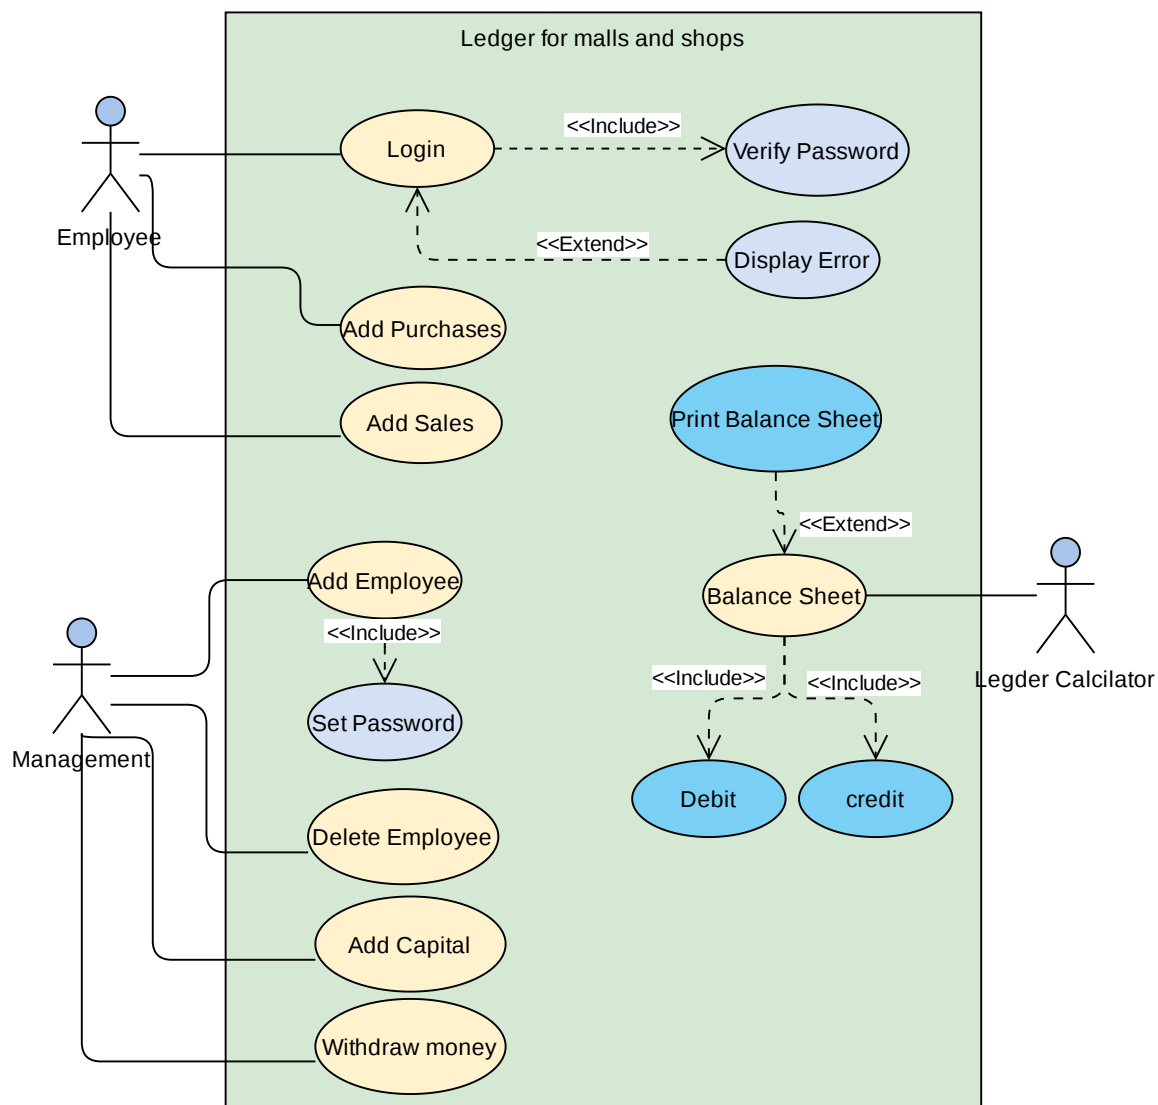 Ledger for malls and shops
Login
<<Include>>
Verify Password
Employee
<<Extend>>
Display Error
Add Purchases
Add Sales
Print Balance Sheet
<<Extend>>
Add Employee
Balance Sheet
<<Include>>
<<Include>>
<<Include>>
Legder Calcilator
Set Password
Management
Debit
credit
Delete Employee
Add Capital
Withdraw money